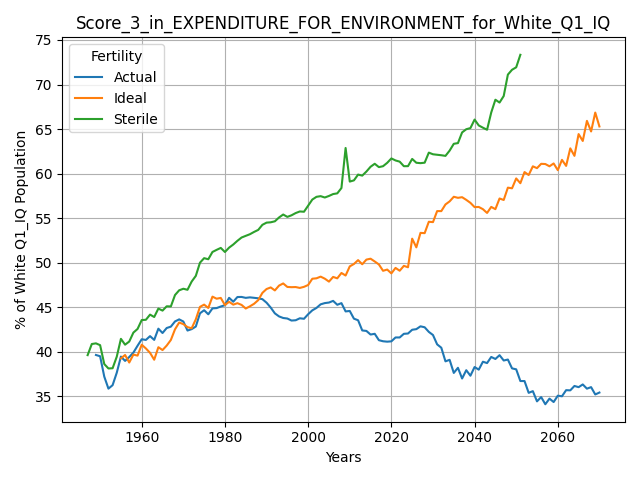 Score_3_in_EXPENDITURE_FOR_ENVIRONMENT_for_White_Q1_IQ
% of White Q1_IQ Population
75
70
65
60
55
50
45
40
35
Fertility
Actual
Ideal
Sterile
1960
1980
2000
2020
2040
2060
Years